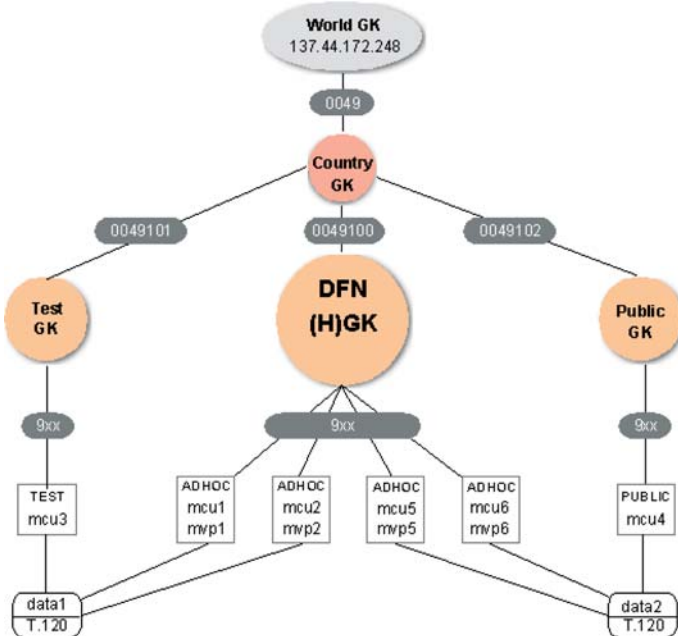 World GK
137.44.172.248
0049
Country
GK
0049101
0049100
0049102
Test
GK
DFN
(H)GK
Public
GK
9xx
9xx
9xx
TEST
mcu3
ADHOC
mcu1
mvp1
ADHOC
mcu2
mvp2
ADHOC
mcu5
mvp5
ADHOC
mcu6
mvp6
PUBLIC
mcu4
data1
T.120
data2
T.120